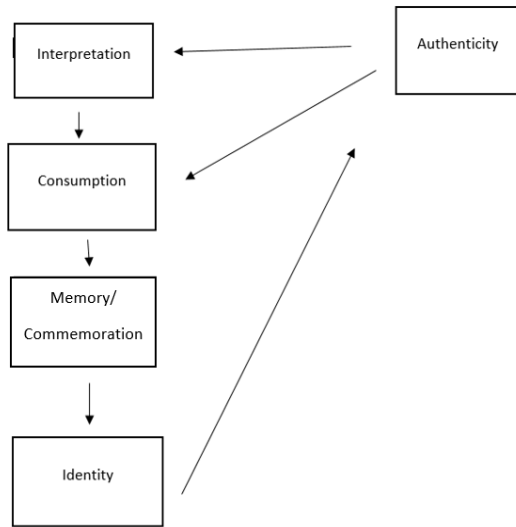 Interpretation
Authenticity
Consumption
Memory/
Commemoration
Identity